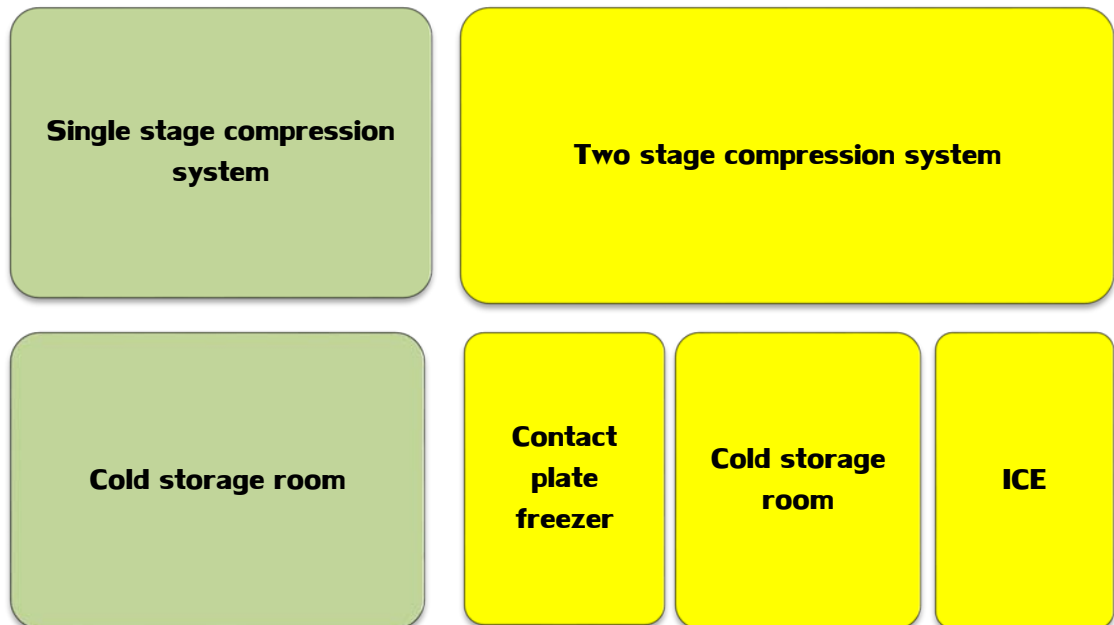 Single stage compression
system
Two stage compression system
Cold storage room
Contact
plate
freezer
Cold storage
room
ICE